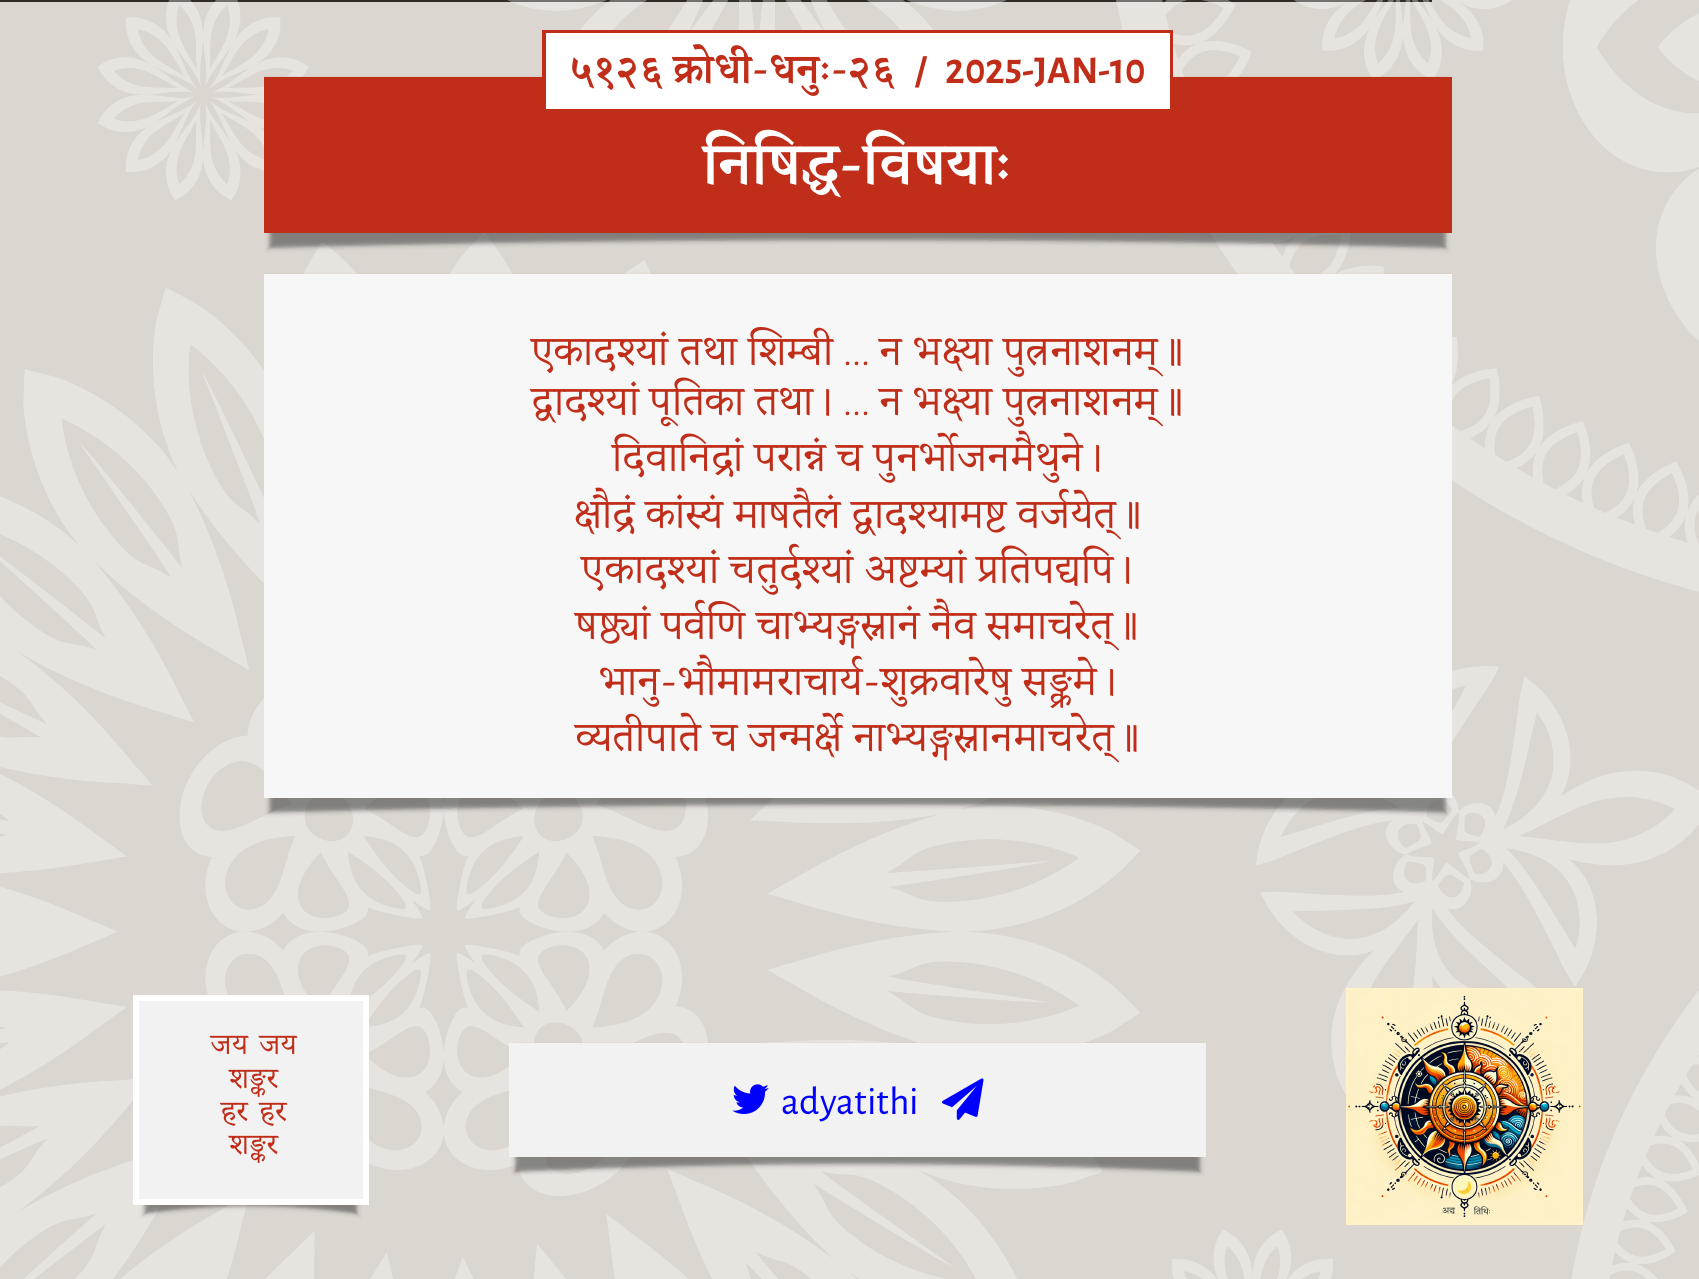 ५१२६ क्रोधी-धनुः-२६ / 2025-JAN-10
निषिद्ध-विषयाः
एकादश्यां तथा शिम्बी … न भक्ष्या पुत्रनाशनम्॥
द्वादश्यां पूतिका तथा। … न भक्ष्या पुत्रनाशनम्॥
दिवानिद्रां परान्नं च पुनर्भोजनमैथुने।
क्षौद्रं कांस्यं माषतैलं द्वादश्यामष्ट वर्जयेत्॥
एकादश्यां चतुर्दश्यां अष्टम्यां प्रतिपद्यपि।
षष्ठ्यां पर्वणि चाभ्यङ्गस्नानं नैव समाचरेत्॥
भानु-भौमामराचार्य-शुक्रवारेषु सङ्क्रमे।
व्यतीपाते च जन्मर्क्षे नाभ्यङ्गस्नानमाचरेत्॥
जय जय
शङ्कर
हर हर
शङ्कर
adyatithi
अद्य तिथिः